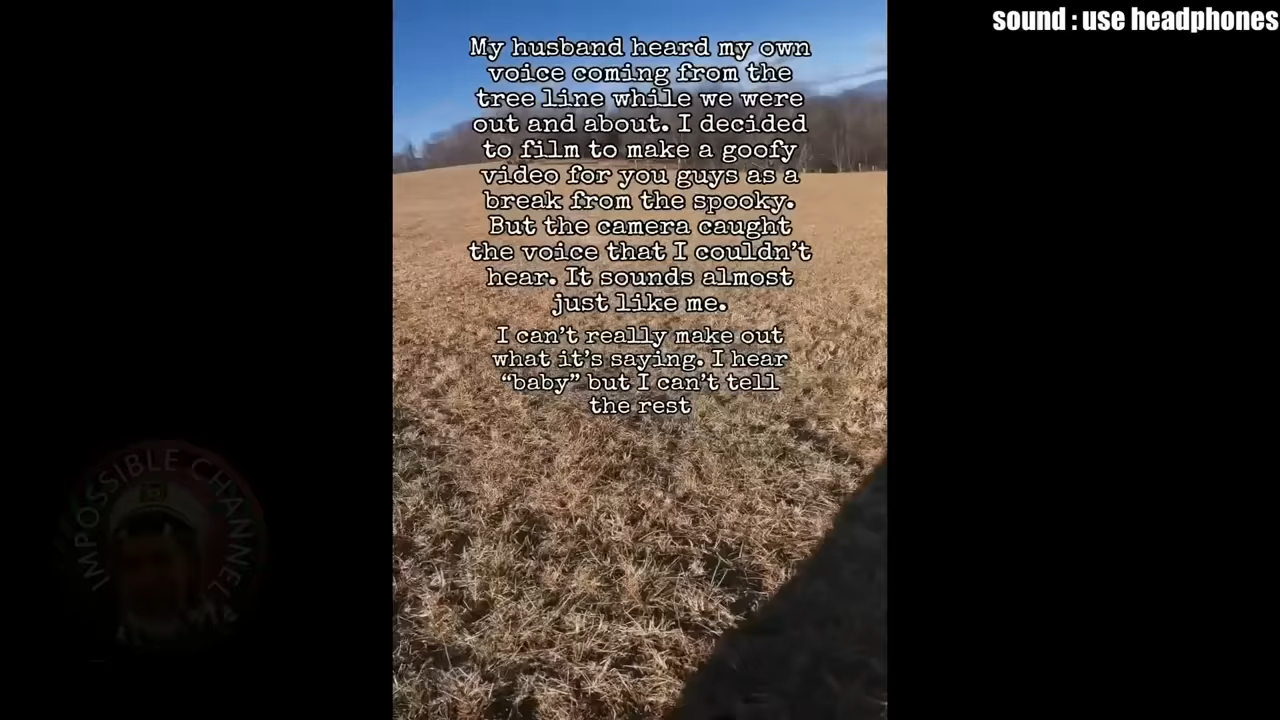 sound : use headphones
My husband heard my own
voice coming from the
tree line while we were
out and about. I decided
to film to make a goofy
video for you guys as a
break from the spooky.
But the camera caught
the voice that I couldn't
hear. It sounds almost
just like me.
I can't really make out
what it's saying. I hear
“baby” but I can't tell
the rest
IMPOSSIBLE CHANNEL